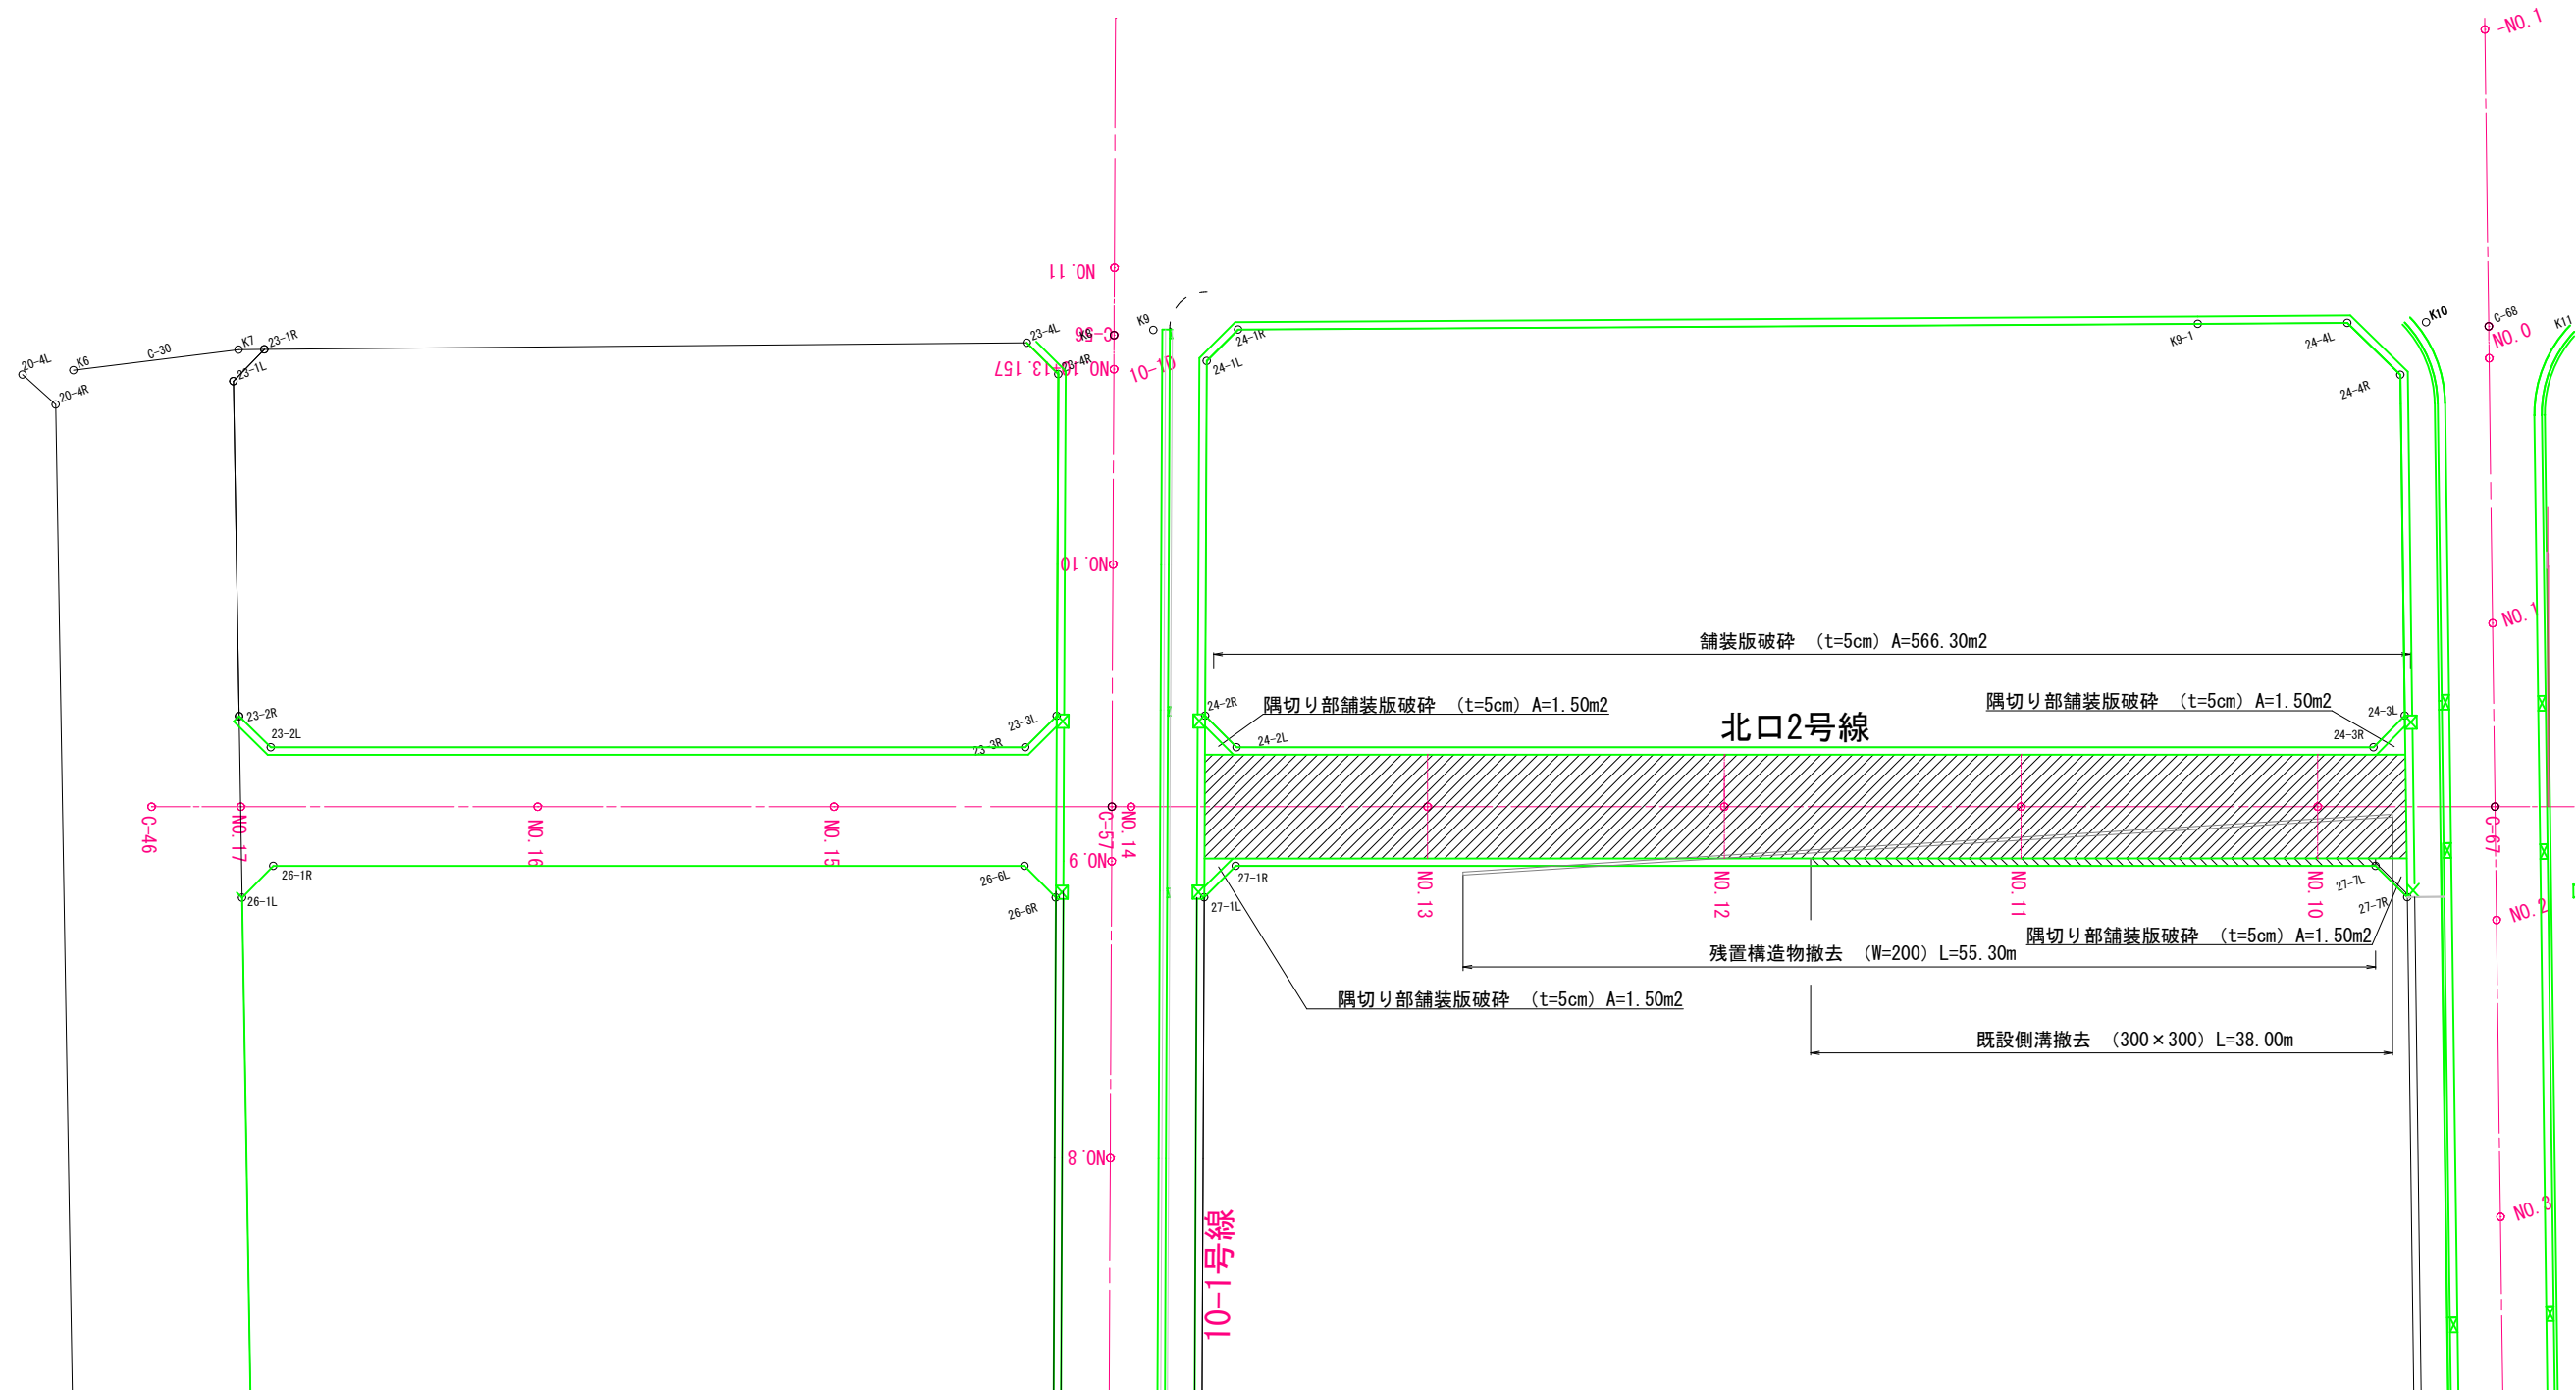 -NO.1
NO.11
K9
K10
C-68
K11
C-56
K8
23-4L
NO.0
K7
23-1R
C-30
K6
20-4L
24-1R
K9-1
24-4L
23-4R
NO.10+13.157
10-10
24-1L
23-1L
20-4R
24-4R
NO.10
NO.1
舗装版破砕 (t=5cm) A=566.30m2
隅切り部舗装版破砕 (t=5cm) A=1.50m2
隅切り部舗装版破砕 (t=5cm) A=1.50m2
24-2R
24-3L
23-2R
23-3L
北口2号線
23-2L
23-3R
24-2L
24-3R
C-46
NO.17
NO.16
NO.15
C-57
NO.14
C-67
NO.9
26-1R
26-6L
27-1R
27-7L
26-1L
26-6R
27-1L
NO.13
NO.12
NO.11
NO.10
27-7R
NO.2
隅切り部舗装版破砕 (t=5cm) A=1.50m2
残置構造物撤去 (W=200) L=55.30m
隅切り部舗装版破砕 (t=5cm) A=1.50m2
既設側溝撤去 (300×300) L=38.00m
NO.8
NO.3
10-1号線